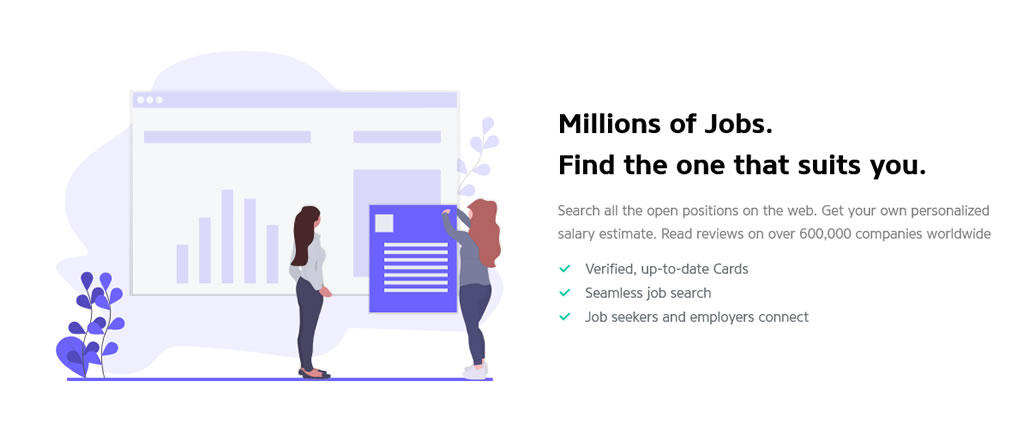 Millions of Jobs.
Find the one that suits you.
Search all the open positions on the web. Get your own personalized
salary estimate. Read reviews on over 600,000 companies worldwide
Verified, up-to-date Cards
Seamless job search
Job seekers and employers connect